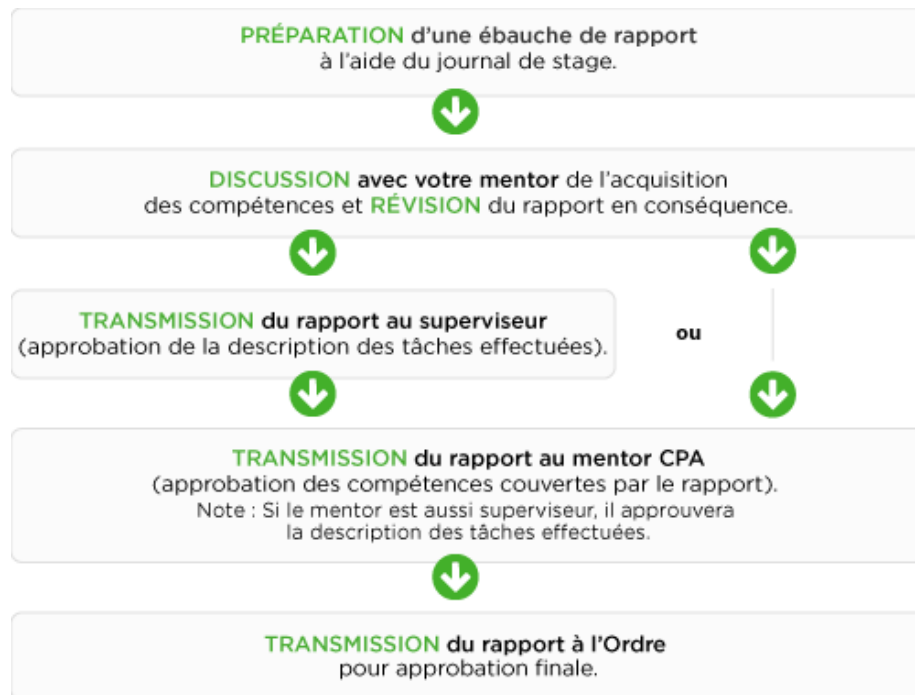 PRÉPARATION d'une ébauche de rapport
à l'aide du journal de stage.
DISCUSSION avec votre mentor de l'acquisition
des compétences et RÉVISION du rapport en conséquence.
TRANSMISSION du rapport au superviseur
(approbation de la description des tâches effectuées).
ou
TRANSMISSION du rapport au mentor CPA
(approbation des compétences couvertes par le rapport).
Note : Si le mentor est aussi superviseur, il approuvera
la description des tâches effectuées.
TRANSMISSION du rapport à l'Ordre
pour approbation finale.